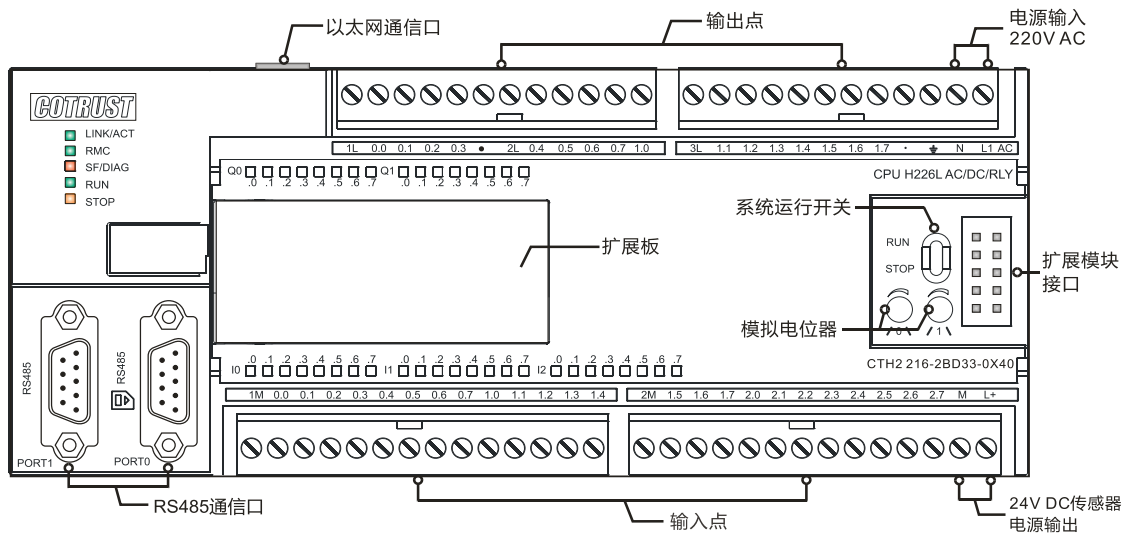 以太网通信口
输出点
电源输入
220V AC
COTRUST
LINK/ACT
RMC
SF/DIAG
RUN
STOP
1L 0.0 0.1 0.2 0.3 • 2L 0.4 0.5 0.6 0.7 1.0
3L 1.1 1.2 1.3 1.4 1.5 1.6 1.7 · ⏚ N L1 AC
Q0 .0 .1 .2 .3 .4 .5 .6 .7
Q1 .0 .1 .2 .3 .4 .5 .6 .7
CPU H226L AC/DC/RLY
系统运行开关
RUN
STOP
扩展板
扩展模块
接口
模拟电位器
0
1
RS485
RS485
I0 .0 .1 .2 .3 .4 .5 .6 .7
I1 .0 .1 .2 .3 .4 .5 .6 .7
I2 .0 .1 .2 .3 .4 .5 .6 .7
CTH2 216-2BD33-0X40
1M 0.0 0.1 0.2 0.3 0.4 0.5 0.6 0.7 1.0 1.1 1.2 1.3 1.4
2M 1.5 1.6 1.7 2.0 2.1 2.2 2.3 2.4 2.5 2.6 2.7 M L+
PORT1
PORT0
RS485通信口
输入点
24V DC传感器
电源输出